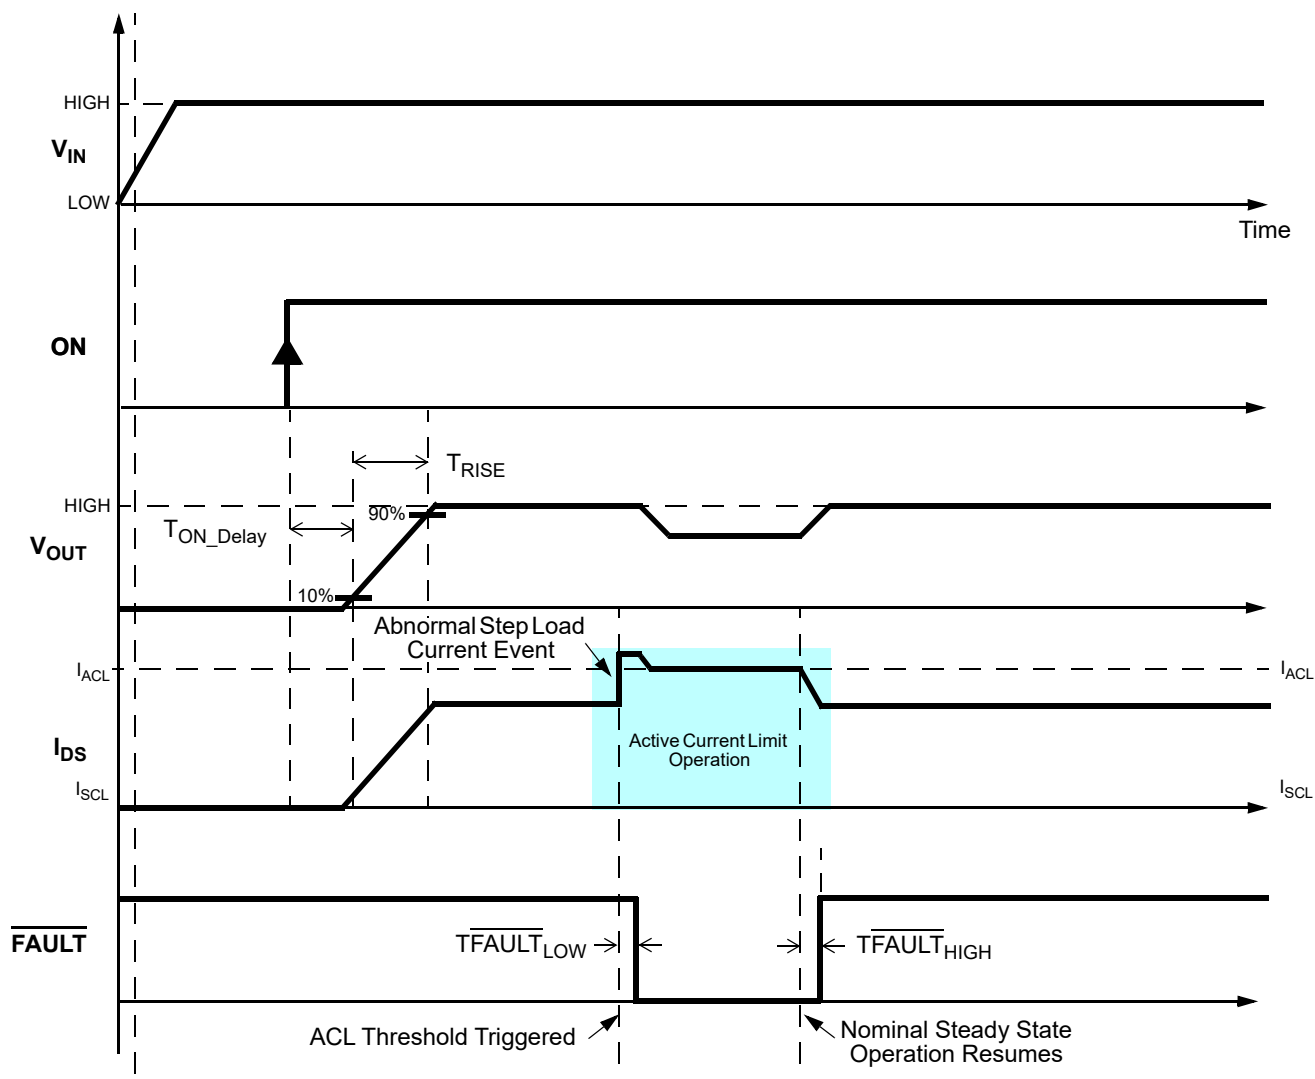 HIGH
VIN
LOW
Time
ON
TRISE
HIGH
90%
TON_Delay
VOUT
10%
Abnormal Step Load
Current Event
IACL
IACL
Active Current Limit
Operation
IDS
ISCL
ISCL
FAULT
TFAULTLOW
TFAULTHIGH
ACL Threshold Triggered
Nominal Steady State
Operation Resumes